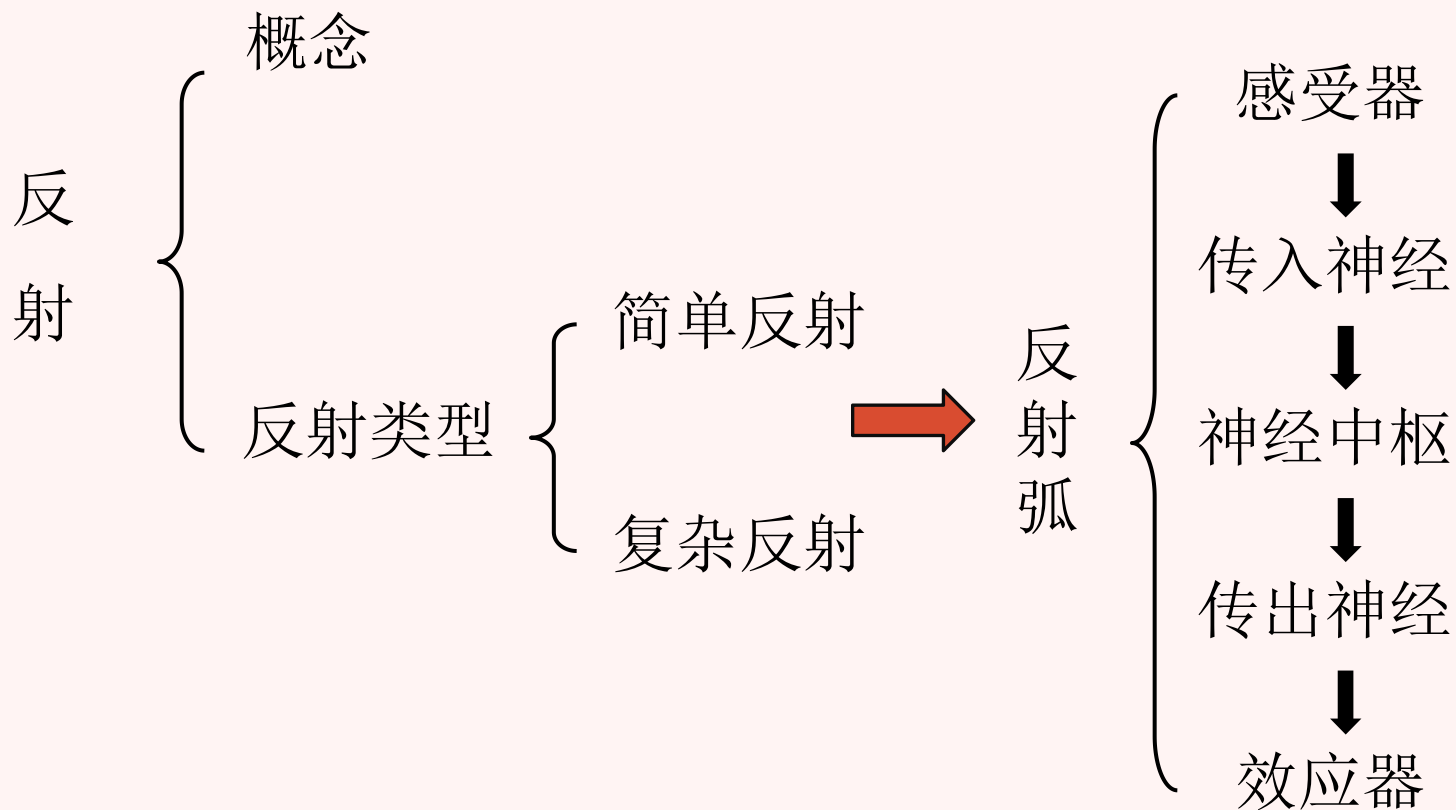 反射
概念
反射类型
简单反射
复杂反射
反射弧
感受器
传入神经
神经中枢
传出神经
效应器